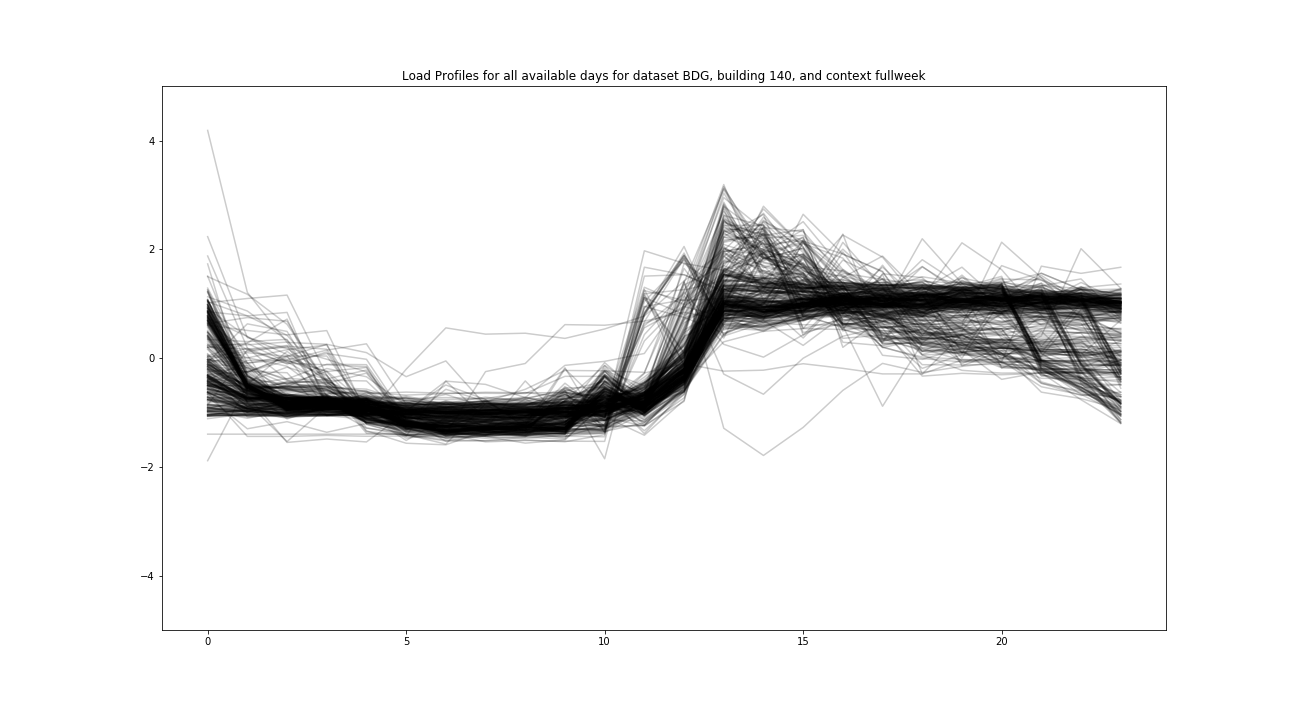 Load Profiles for all available days for dataset BDG, building 140, and context fullweek
4
2
0
−2
−4
0 5 10 15 20